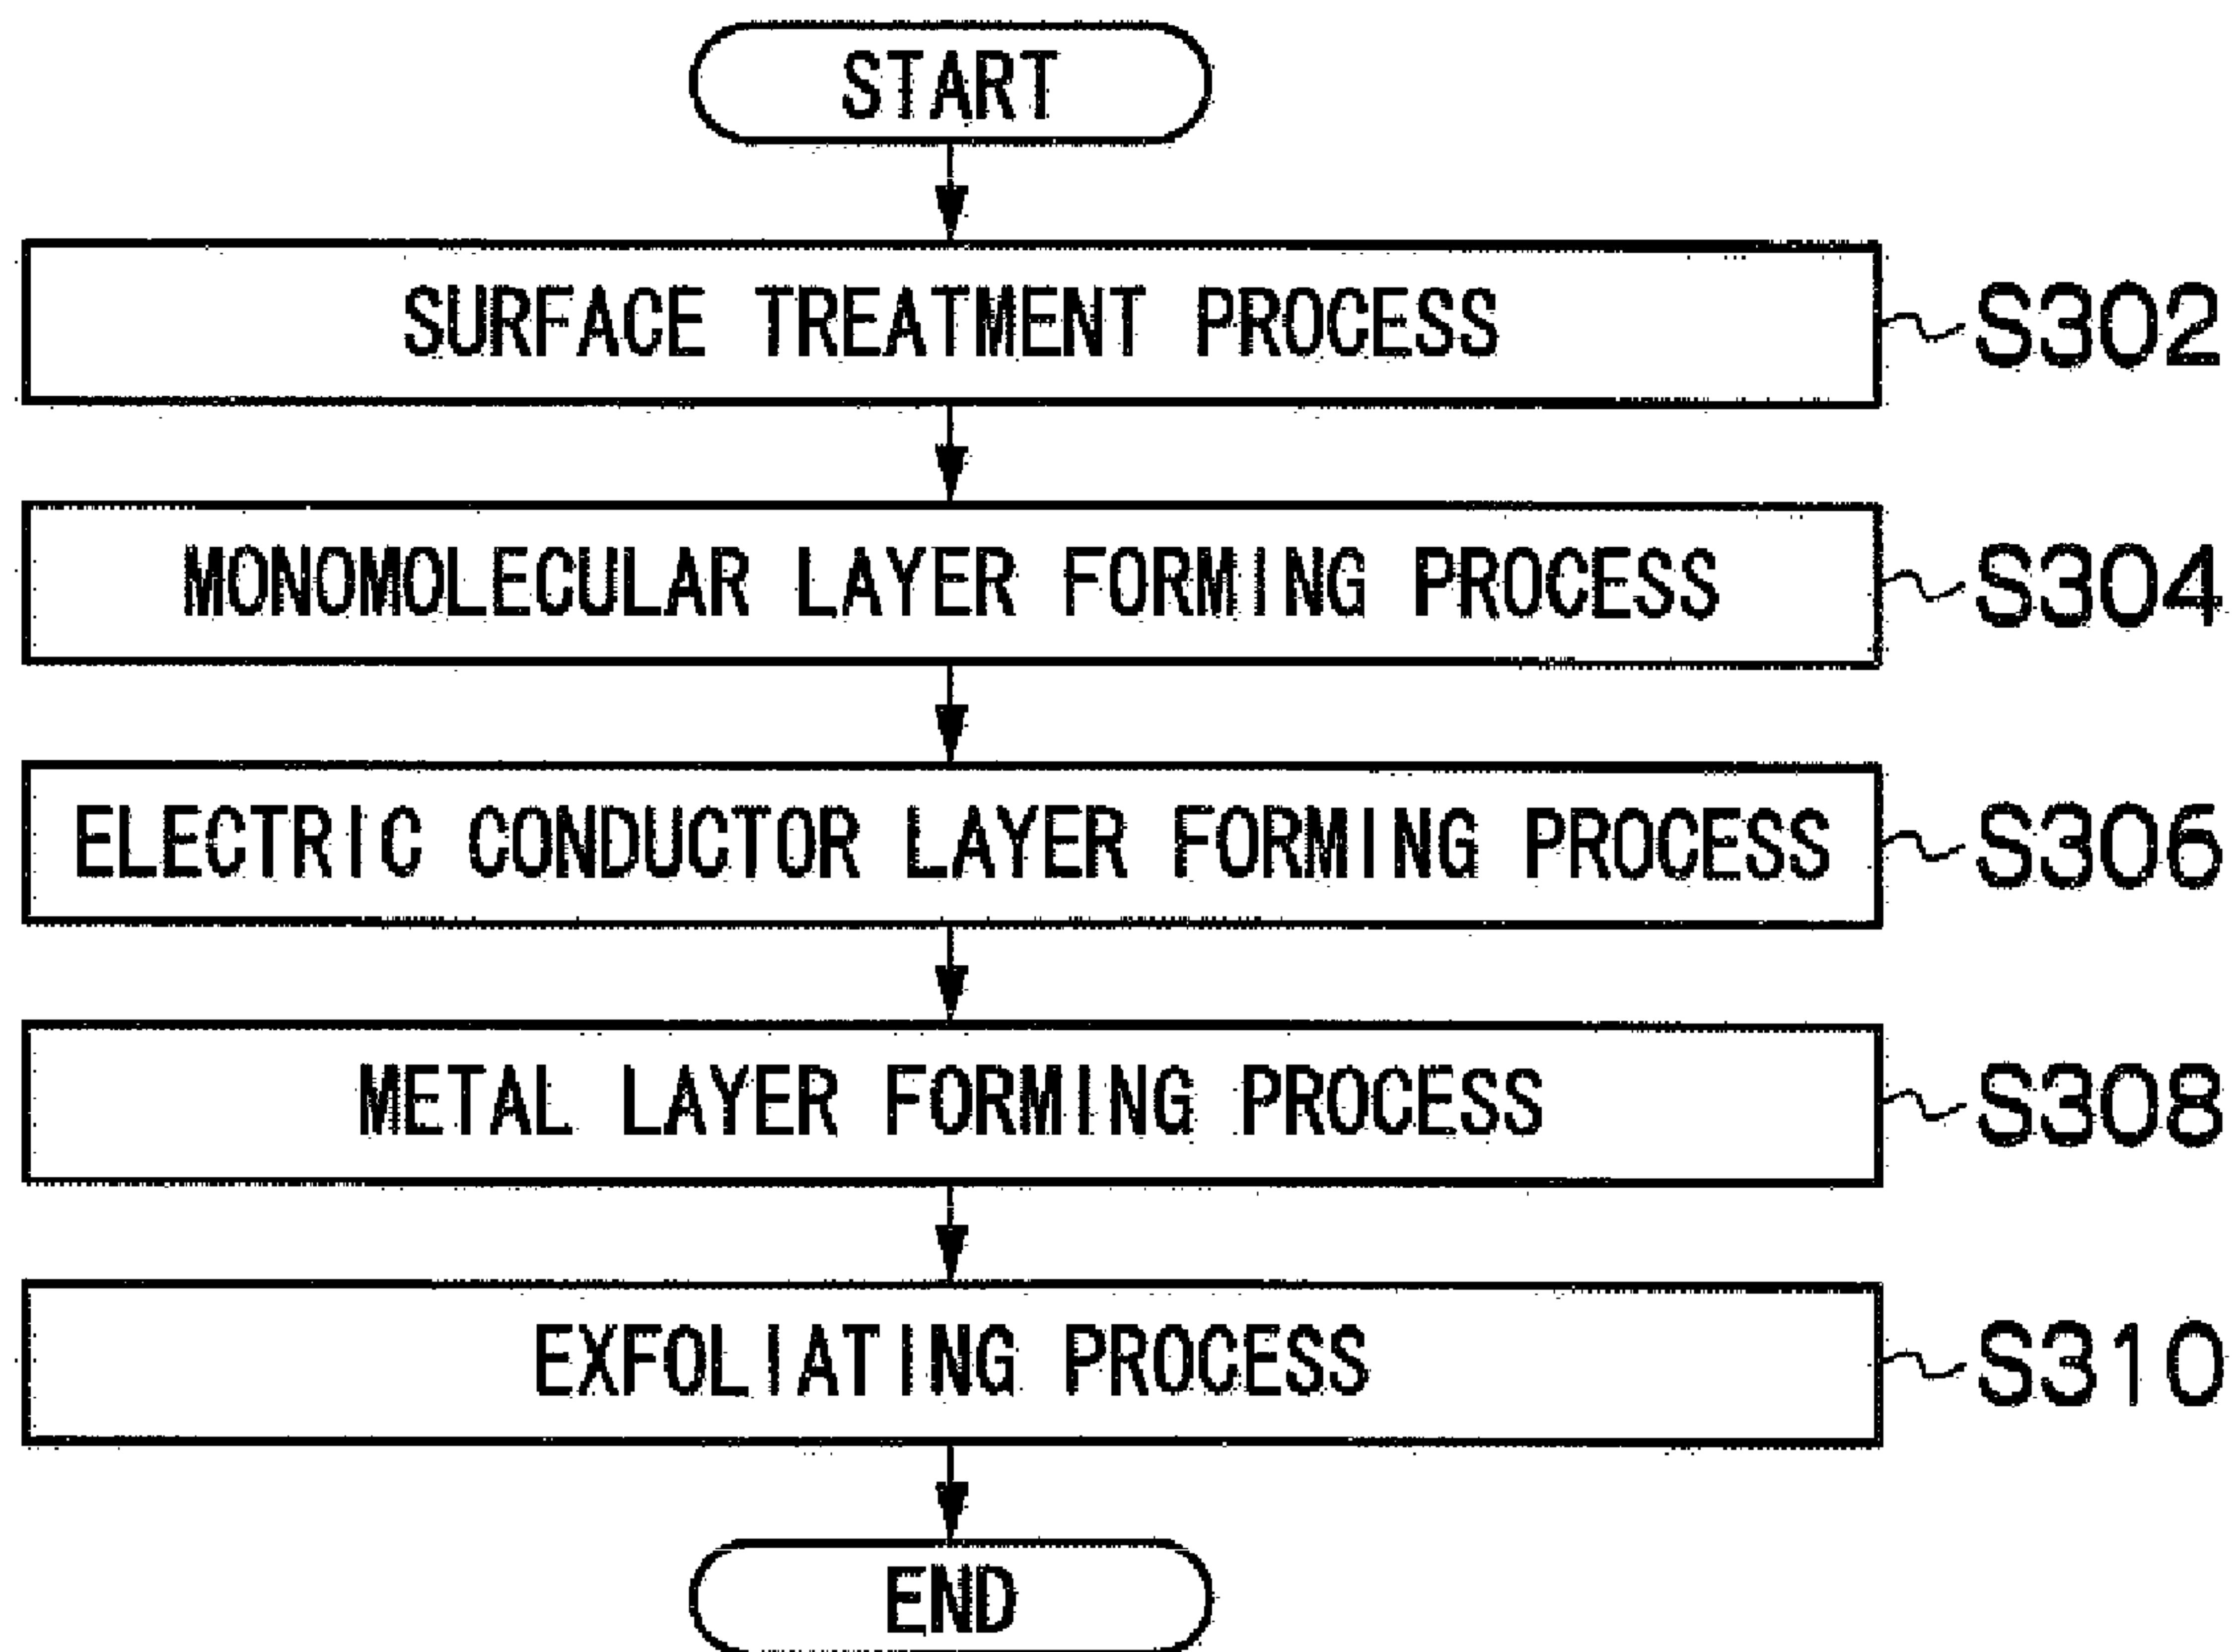 START
SURFACE TREATMENT PROCESS S302
MONOMOLECULAR LAYER FORMING PROCESS S304
ELECTRIC CONDUCTOR LAYER FORMING PROCESS S306
METAL LAYER FORMING PROCESS S308
EXFOLIATING PROCESS S310
END